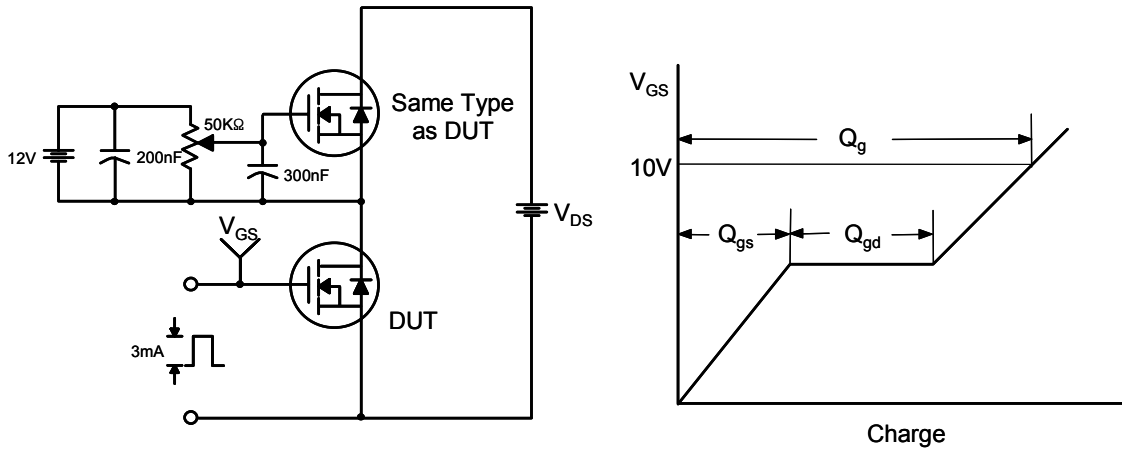 Same Type
as DUT
50KΩ
12V
200nF
300nF
V_GS
V_DS
DUT
3mA
V_GS
Q_g
10V
Q_gs
Q_gd
Charge